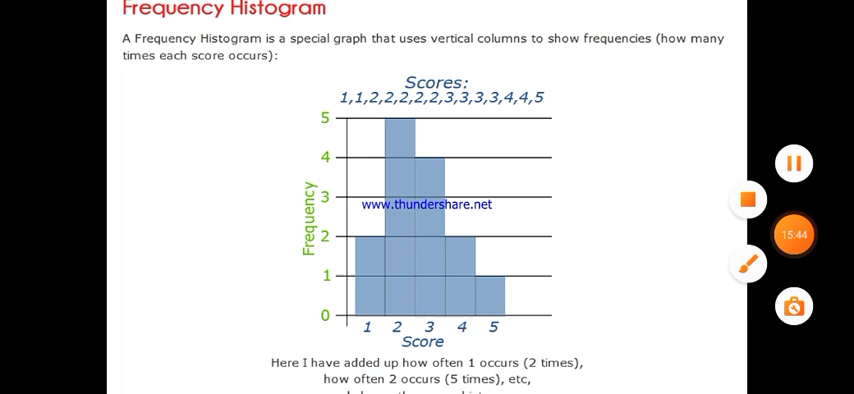 Frequency Histogram
A Frequency Histogram is a special graph that uses vertical columns to show frequencies (how many
times each score occurs):
Scores:
1,1,2,2,2,2,2,3,3,3,3,4,4,5
5
4
3
2
1
0
Frequency
www.thundershare.net
1 2 3 4 5
Score
15:44
Here I have added up how often 1 occurs (2 times),
how often 2 occurs (5 times), etc,